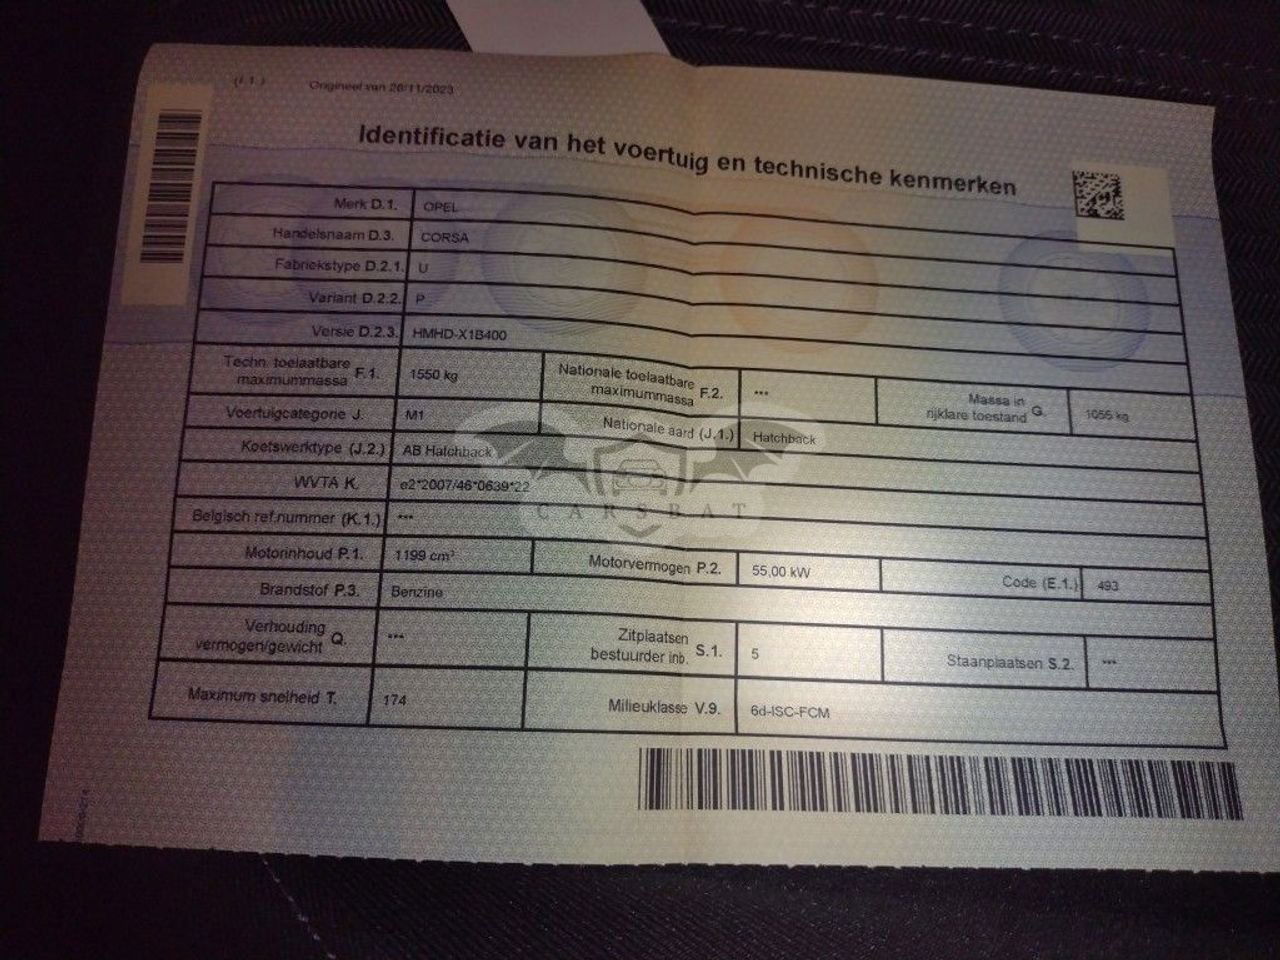 (I.1.) Origineel van 28/11/2023
Identificatie van het voertuig en technische kenmerken
Merk D.1. OPEL
Handelsnaam D.3. CORSA
Fabriekstype D.2.1. U
Variant D.2.2. P
Versie D.2.3. HMHD-X1B400
Techn. toelaatbare maximummassa F.1. 1550 kg Nationale toelaatbare maximummassa F.2. *** Massa in rijklare toestand G. 1055 kg
Voertuigcategorie J. M1 Nationale aard (J.1.) Hatchback
Koetswerktype (J.2.) AB Hatchback
WVTA K. e2*2007/46*0639*22
CARSBAT
Belgisch ref.nummer (K.1.) ***
Motorinhoud P.1. 1199 cm³ Motorvermogen P.2. 55,00 kW Code (E.1.) 493
Brandstof P.3. Benzine
Verhouding vermogen/gewicht Q. *** Zitplaatsen bestuurder inb. S.1. 5 Staanplaatsen S.2. ***
Maximum snelheid T. 174 Milieuklasse V.9. 6d-ISC-FCM